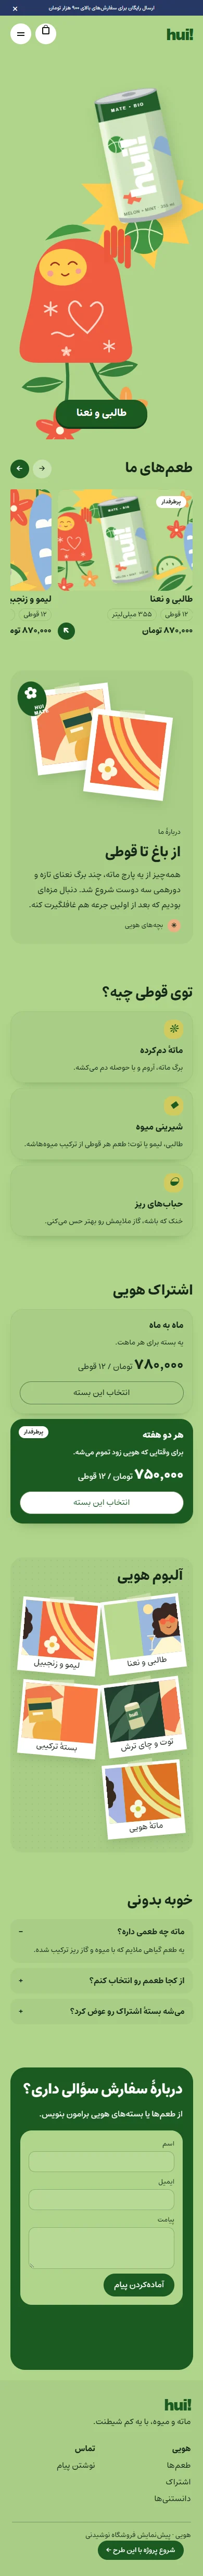 ارسال رایگان برای سفارش‌های بالای ۹۰۰ هزار تومان
hui!
MATE • BIO
hui!
MELON + MINT / 355 ML
طالبی و نعنا
طعم‌های ما
پرطرفدار
طالبی و نعنا
۱۲ قوطی
۳۵۵ میلی‌لیتر
۸۷۰,۰۰۰ تومان
لیمو و زنجبیل
۱۲ قوطی
۸۷۰,۰۰۰ تومان
دربارهٔ ما
از باغ تا قوطی
همه‌چیز از یه پارچ ماته، چند برگ نعنای تازه و
دورهمی سه دوست شروع شد. دنبال مزه‌ای
بودیم که بعد از اولین جرعه هم غافلگیرت کنه.
بچه‌های هویی
توی قوطی چیه؟
ماتهٔ دم‌کرده
برگ ماته، آروم و با حوصله دم می‌کشه.
شیرینی میوه
طالبی، لیمو یا توت؛ طعم هر قوطی از ترکیب میوه‌هاشه.
حباب‌های ریز
خنک که باشه، گاز ملایمش رو بهتر حس می‌کنی.
اشتراک هویی
ماه به ماه
یه بسته برای هر ماهت.
۷۸۰,۰۰۰ تومان / ۱۲ قوطی
انتخاب این بسته
هر دو هفته
پرطرفدار
برای وقتایی که هویی زود تموم می‌شه.
۷۵۰,۰۰۰ تومان / ۱۲ قوطی
انتخاب این بسته
آلبوم هویی
طالبی و نعنا
لیمو و زنجبیل
توت و چای ترش
بستهٔ ترکیبی
ماتهٔ هویی
خوبه بدونی
ماته چه طعمی داره؟
یه طعم گیاهی ملایم که با میوه و گاز ریز ترکیب شده.
از کجا طعمم رو انتخاب کنم؟
می‌شه بستهٔ اشتراک رو عوض کرد؟
دربارهٔ سفارش سؤالی داری؟
از طعم‌ها یا بسته‌های هویی برامون بنویس.
اسم
ایمیل
پیامت
آماده‌کردن پیام
hui!
ماته و میوه، با یه کم شیطنت.
هویی
طعم‌ها
اشتراک
دانستنی‌ها
تماس
نوشتن پیام
هویی · پیش‌نمایش فروشگاه نوشیدنی
شروع پروژه با این طرح ←